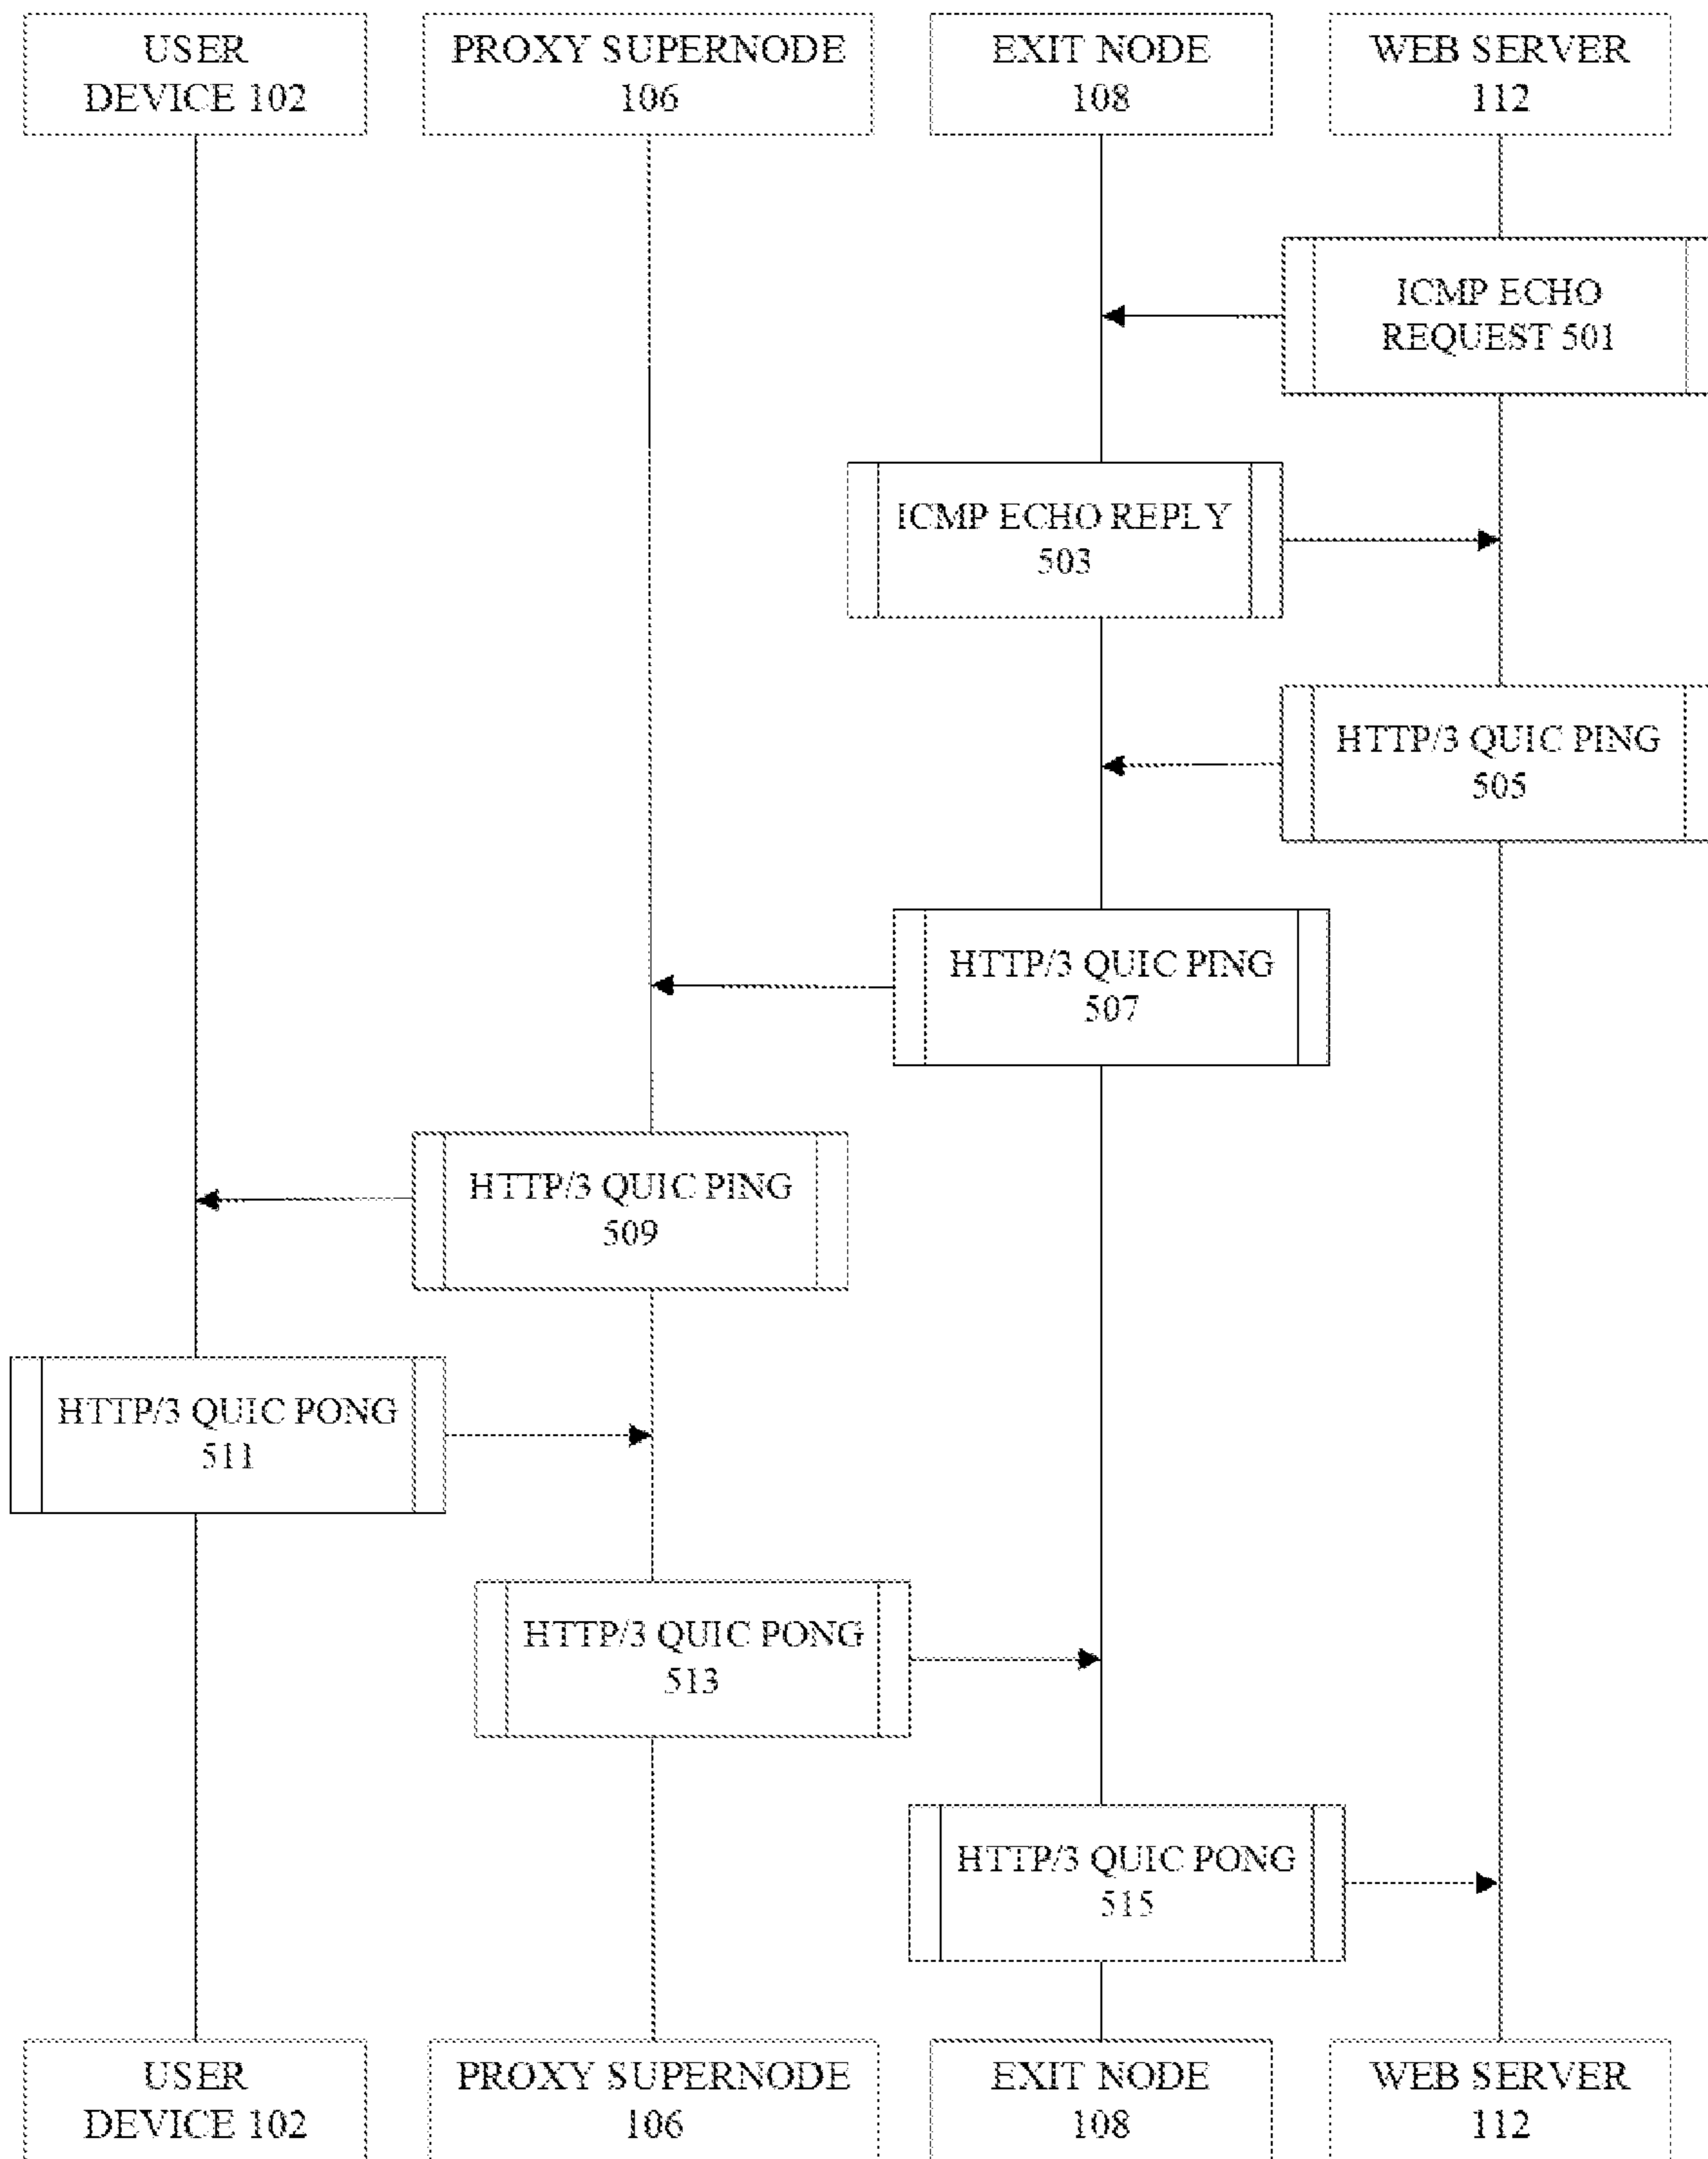 USER
DEVICE 102
PROXY SUPERNODE
106
EXIT NODE
108
WEB SERVER
112
ICMP ECHO
REQUEST 501
ICMP ECHO REPLY
503
HTTP/3 QUIC PING
505
HTTP/3 QUIC PING
507
HTTP/3 QUIC PING
509
HTTP/3 QUIC PONG
511
HTTP/3 QUIC PONG
513
HTTP/3 QUIC PONG
515
USER
DEVICE 102
PROXY SUPERNODE
106
EXIT NODE
108
WEB SERVER
112